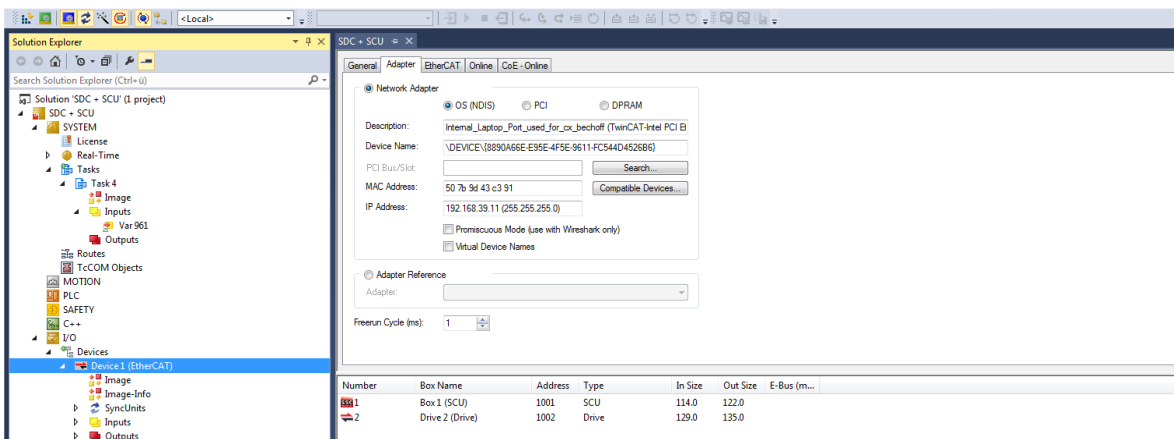 <Local>
Solution Explorer
SDC + SCU
Search Solution Explorer (Ctrl+ü)
Solution 'SDC + SCU' (1 project)
SDC + SCU
SYSTEM
License
Real-Time
Tasks
Task 4
Image
Inputs
Var 961
Outputs
Routes
TcCOM Objects
MOTION
PLC
SAFETY
C++
I/O
Devices
Device 1 (EtherCAT)
Image
Image-Info
SyncUnits
Inputs
Outputs
General Adapter EtherCAT Online CoE - Online
Network Adapter
OS (NDIS) PCI DPRAM
Description: Internal_Laptop_Port_used_for_cx_bechoff (TwinCAT-Intel PCI E
Device Name: \DEVICE\{8890A66E-E95E-4F5E-9611-FC544D4526B6}
PCI Bus/Slot: Search...
MAC Address: 50 7b 9d 43 c3 91 Compatible Devices...
IP Address: 192.168.39.11 (255.255.255.0)
Promiscuous Mode (use with Wireshark only)
Virtual Device Names
Adapter Reference
Adapter:
Freerun Cycle (ms): 1
Number Box Name Address Type In Size Out Size E-Bus (m...
1 Box 1 (SCU) 1001 SCU 114.0 122.0
2 Drive 2 (Drive) 1002 Drive 129.0 135.0